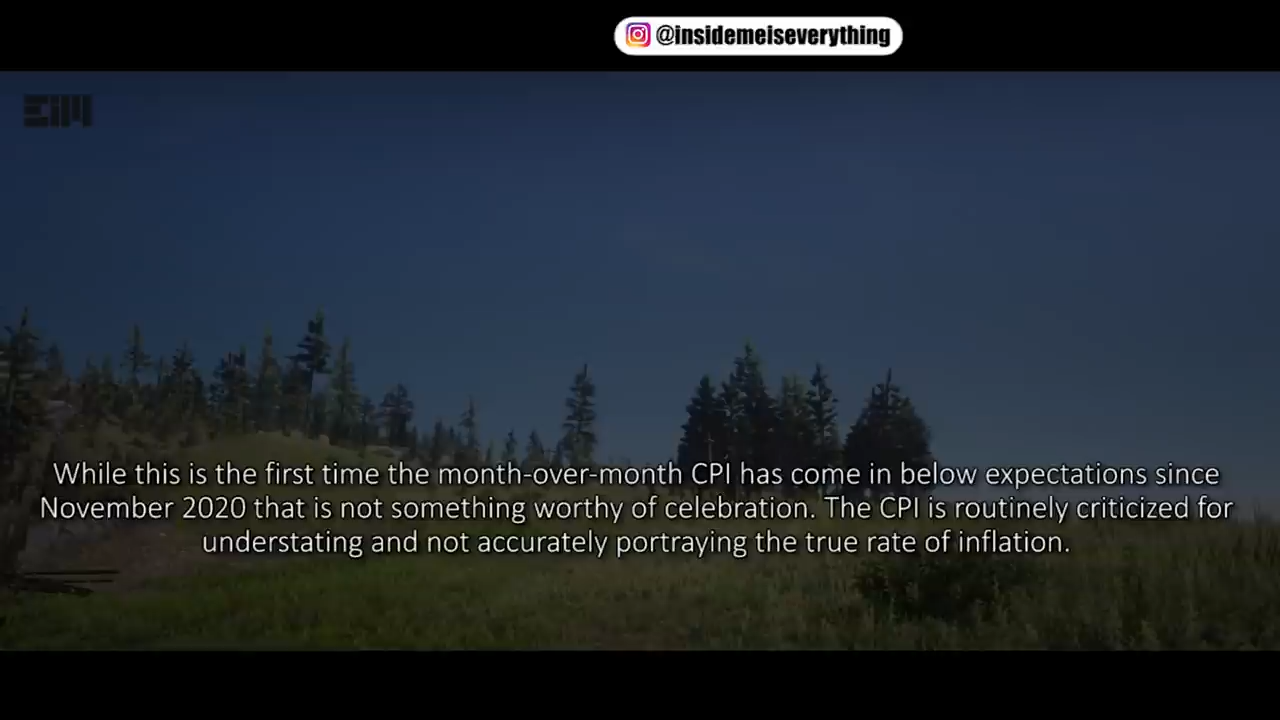 @insidemeiseverything
EIM
While this is the first time the month-over-month CPI has come in below expectations since
November 2020 that is not something worthy of celebration. The CPI is routinely criticized for
understating and not accurately portraying the true rate of inflation.